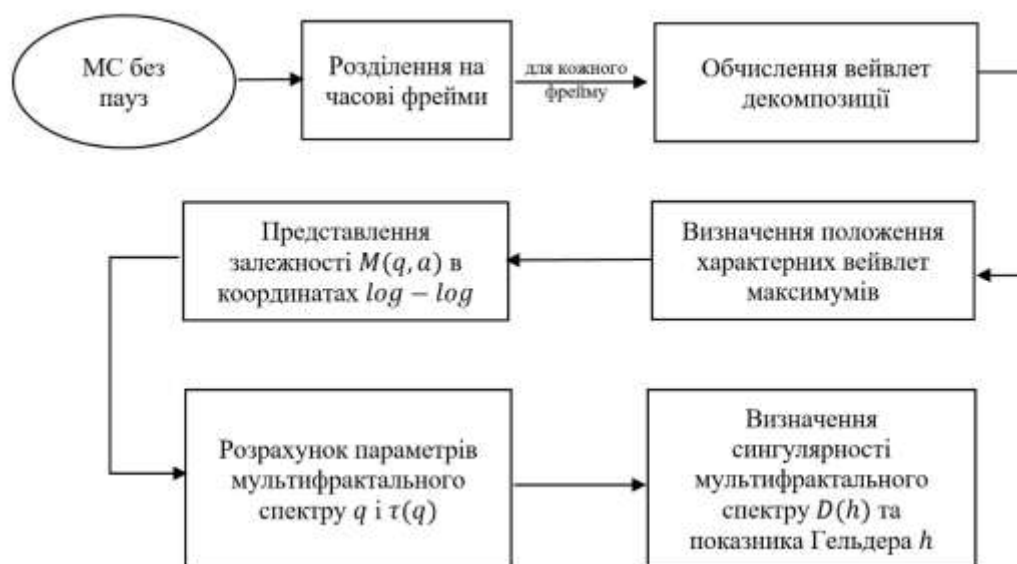 МС без
пауз
Розділення на
часові фрейми
для кожного
фрейму
Обчислення вейвлет
декомпозиції
Представлення
залежності M(q, a) в
координатах log − log
Визначення положення
характерних вейвлет
максимумів
Розрахунок параметрів
мультифрактального
спектру q і τ(q)
Визначення
сингулярності
мультифрактального
спектру D(h) та
показника Гельдера h